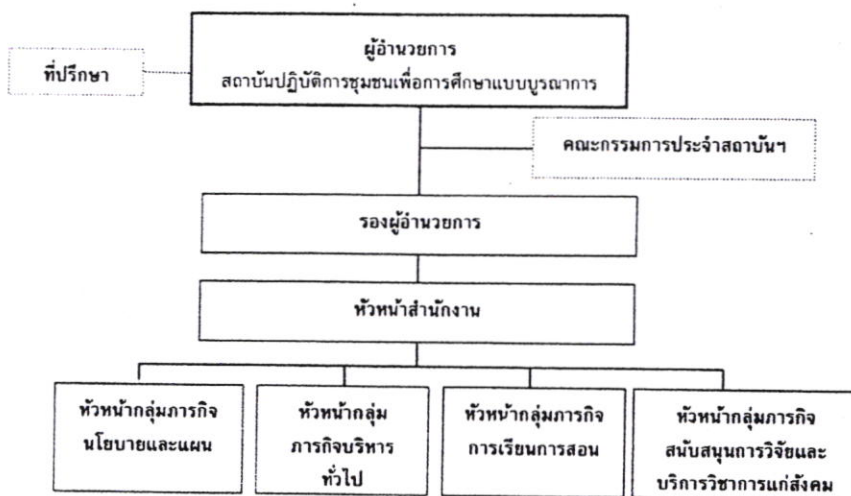 ผู้อำนวยการ
สถาบันปฏิบัติการชุมชนเพื่อการศึกษาแบบบูรณาการ
ที่ปรึกษา
คณะกรรมการประจำสถาบันฯ
รองผู้อำนวยการ
หัวหน้าสำนักงาน
หัวหน้ากลุ่มภารกิจ
นโยบายและแผน
หัวหน้ากลุ่ม
ภารกิจบริหาร
ทั่วไป
หัวหน้ากลุ่มภารกิจ
การเรียนการสอน
หัวหน้ากลุ่มภารกิจ
สนับสนุนการวิจัยและ
บริการวิชาการแก่สังคม